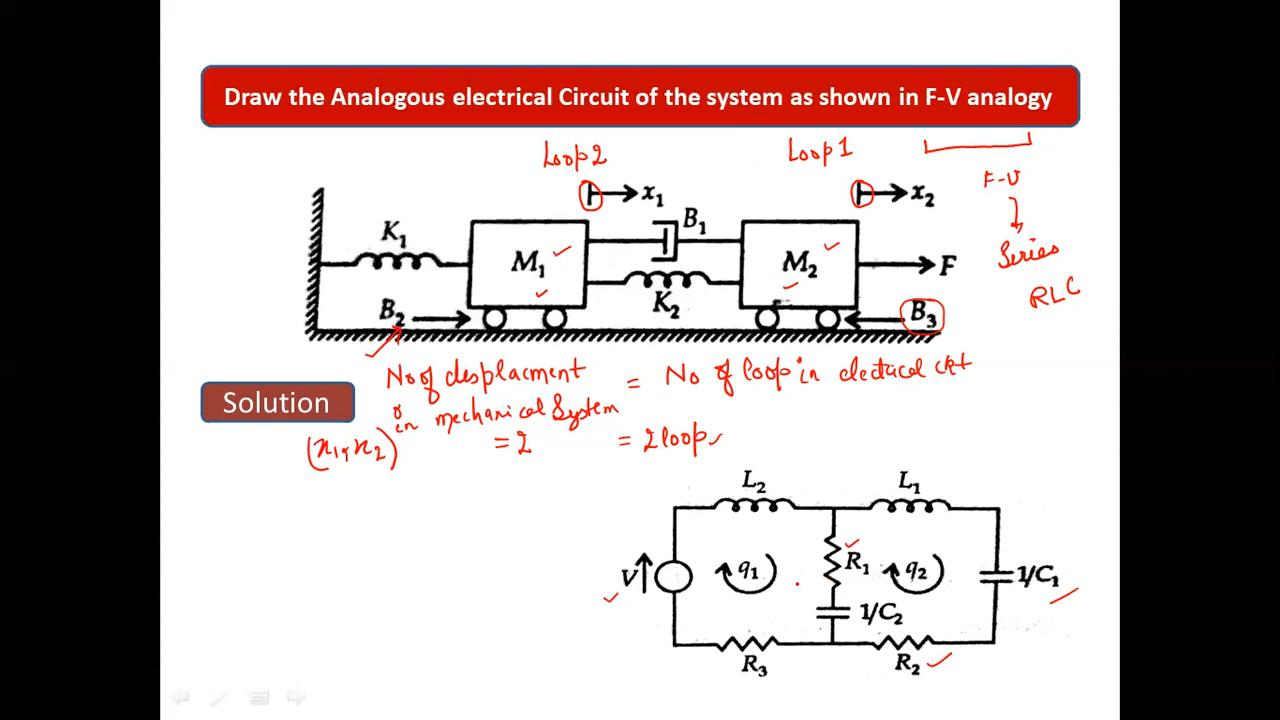 Draw the Analogous electrical Circuit of the system as shown in F-V analogy
Loop 2
Loop 1
x₁
x₂
F-V
Series
RLC
K₁
M₁
B₁
K₂
M₂
F
B₂
B₃
No of displacment = No of loop in electrical ckt
in mechanical System
(x₁, x₂) = 2 = 2 loop
Solution
L₂
L₁
V
q₁
R₁
q₂
1/C₁
1/C₂
R₃
R₂